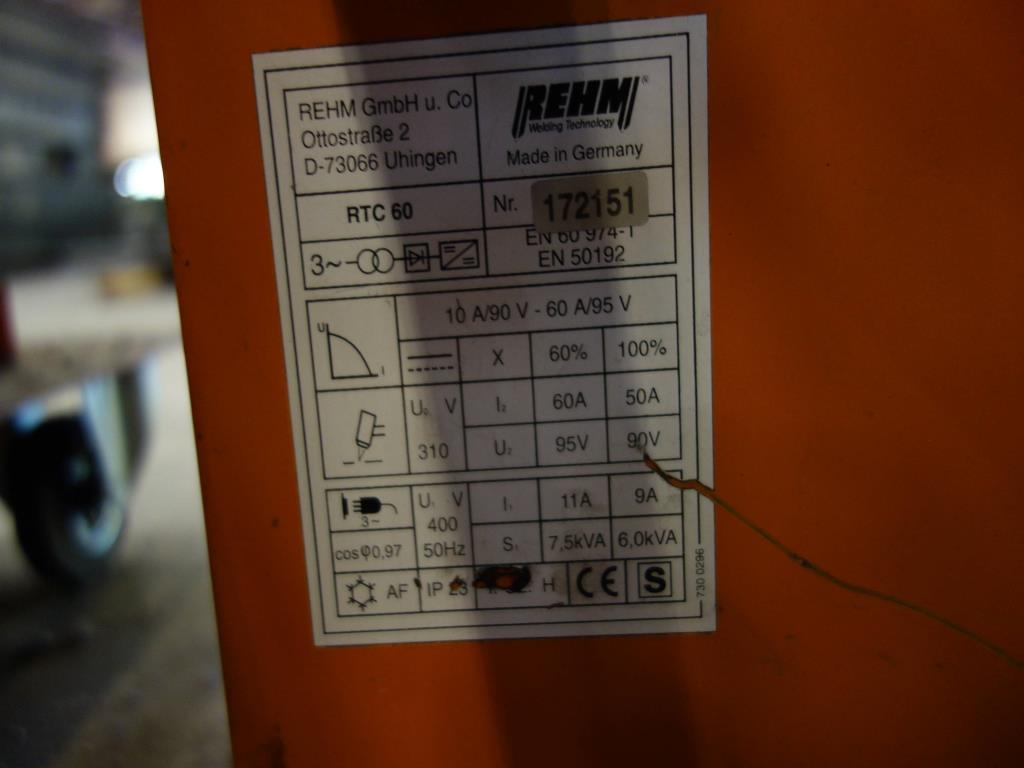 REHM GmbH u. Co
Ottostraße 2
D-73066 Uhingen
REHM®
Welding Technology
Made in Germany
RTC 60
Nr. 172151
3~
EN 60 974-1
EN 50192
10 A/90 V - 60 A/95 V
U
I
X 60% 100%
U₀ V
I₂ 60A 50A
310
U₂ 95V 90V
3~
U₁ V
400
50Hz
I₁ 11A 9A
cosφ0,97
S₁ 7,5kVA 6,0kVA
AF
IP 23
H
CE
S
730 0296